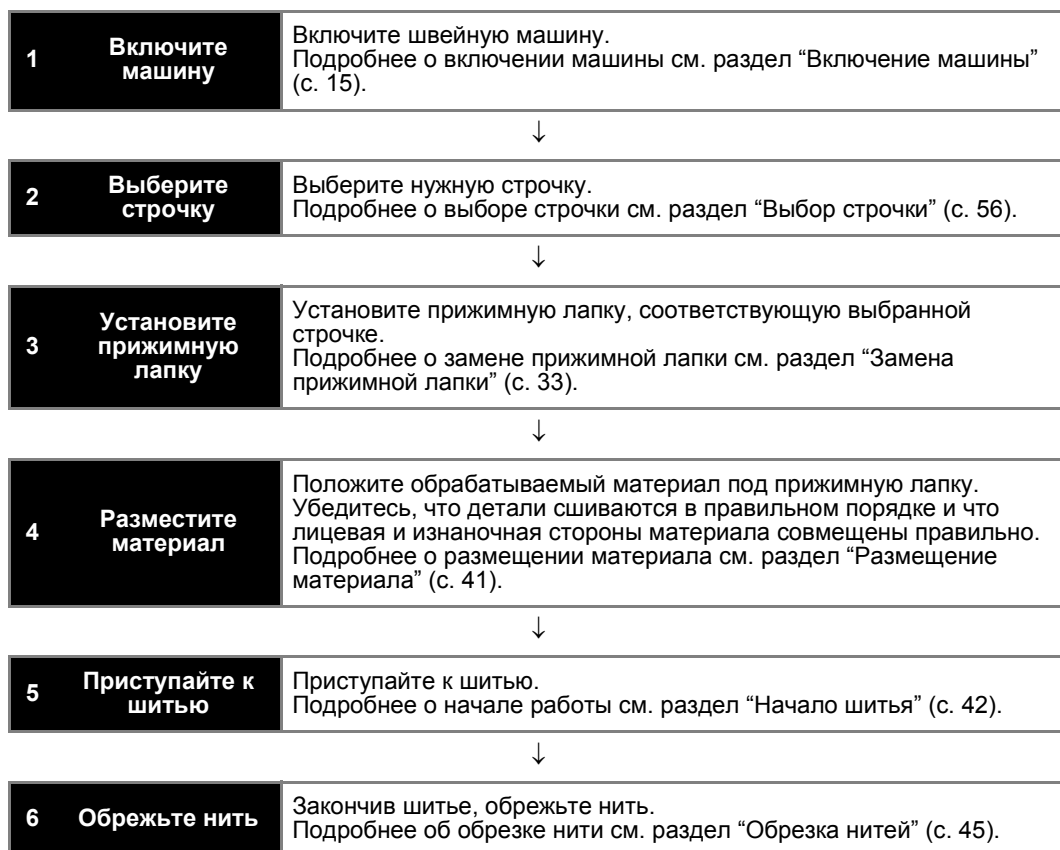 1
Включите
машину
Включите швейную машину.
Подробнее о включении машины см. раздел “Включение машины”
(с. 15).
↓
2
Выберите
строчку
Выберите нужную строчку.
Подробнее о выборе строчки см. раздел “Выбор строчки” (с. 56).
↓
3
Установите
прижимную
лапку
Установите прижимную лапку, соответствующую выбранной
строчке.
Подробнее о замене прижимной лапки см. раздел “Замена
прижимной лапки” (с. 33).
↓
4
Разместите
материал
Положите обрабатываемый материал под прижимную лапку.
Убедитесь, что детали сшиваются в правильном порядке и что
лицевая и изнаночная стороны материала совмещены правильно.
Подробнее о размещении материала см. раздел “Размещение
материала” (с. 41).
↓
5
Приступайте к
шитью
Приступайте к шитью.
Подробнее о начале работы см. раздел “Начало шитья” (с. 42).
↓
6
Обрежьте нить
Закончив шитье, обрежьте нить.
Подробнее об обрезке нити см. раздел “Обрезка нитей” (с. 45).